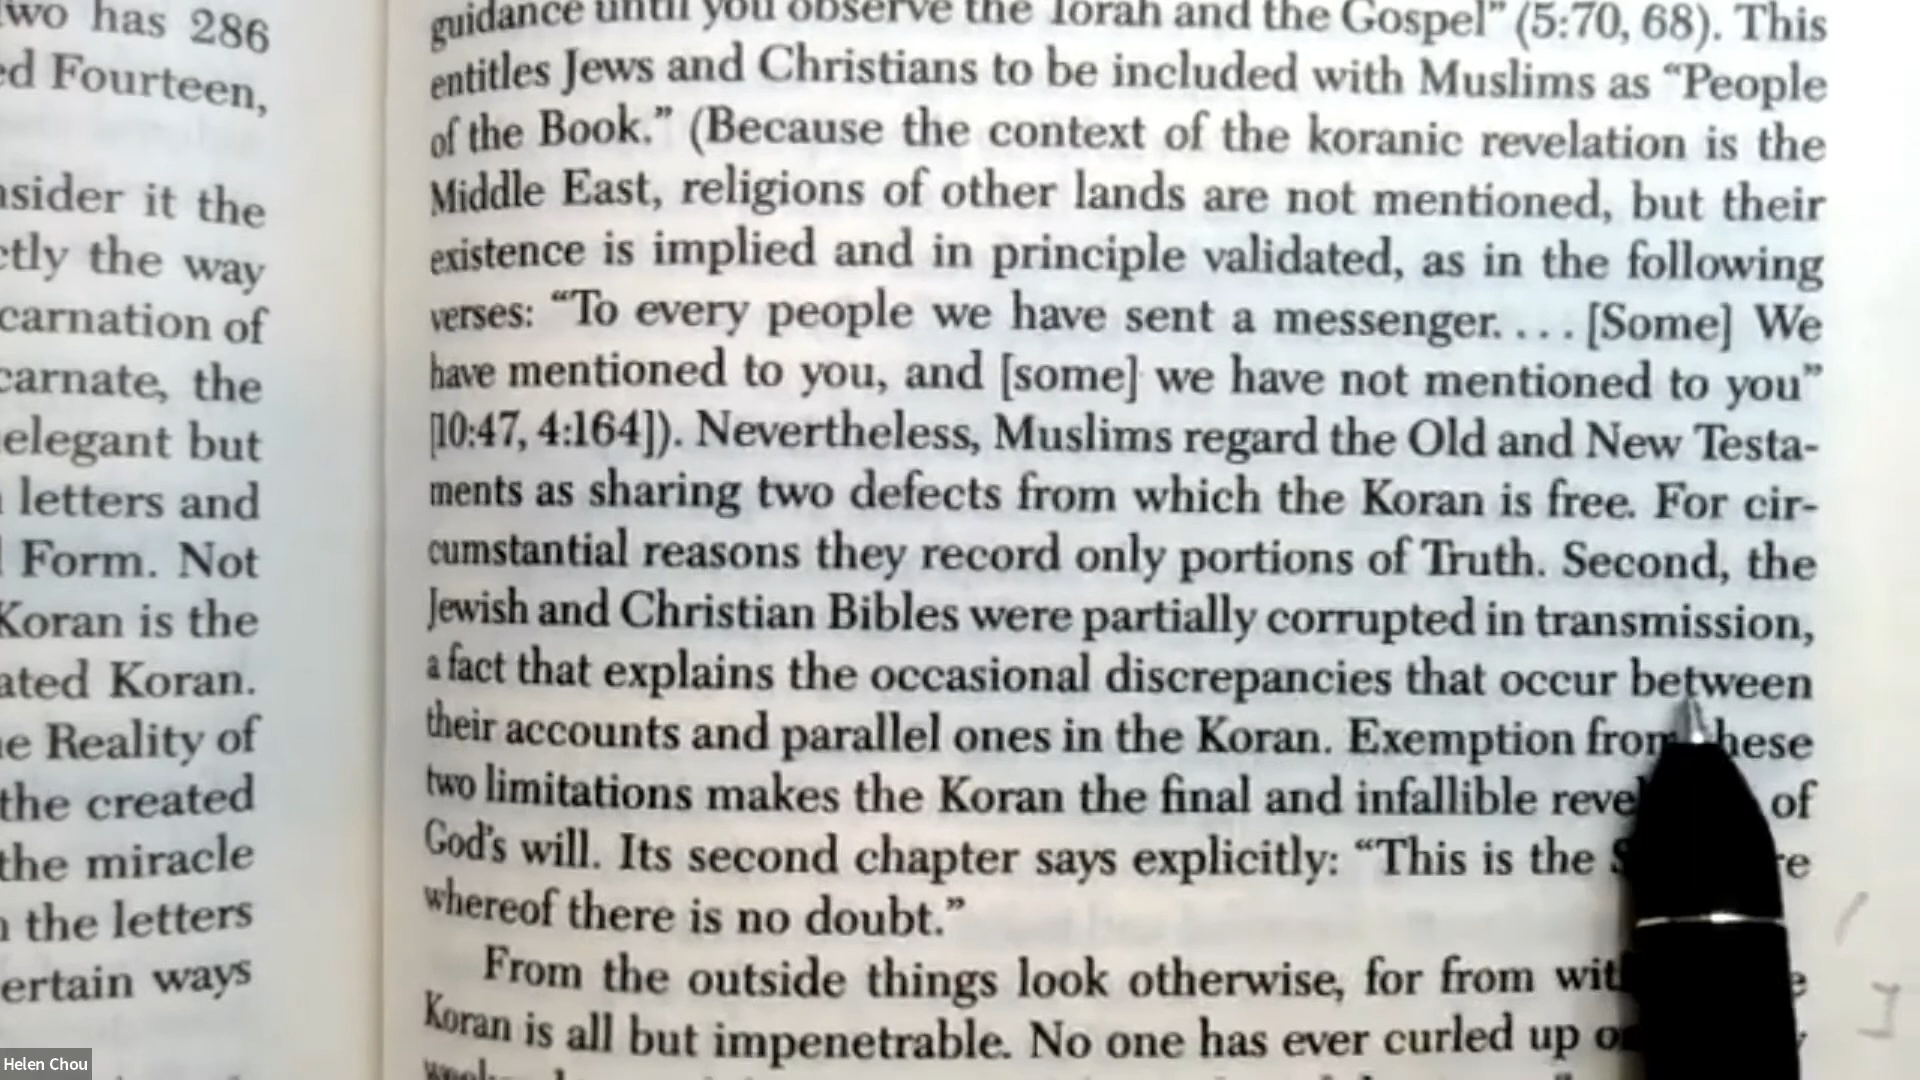 wo has 286
ed Fourteen,
nsider it the
ctly the way
carnation of
carnate, the
elegant but
letters and
Form. Not
Koran is the
ated Koran.
e Reality of
the created
the miracle
the letters
ertain ways
guidance until you observe the Torah and the Gospel” (5:70, 68). This
entitles Jews and Christians to be included with Muslims as “People
of the Book.” (Because the context of the koranic revelation is the
Middle East, religions of other lands are not mentioned, but their
existence is implied and in principle validated, as in the following
verses: “To every people we have sent a messenger. . . . [Some] We
have mentioned to you, and [some] we have not mentioned to you”
[10:47, 4:164]). Nevertheless, Muslims regard the Old and New Testa-
ments as sharing two defects from which the Koran is free. For cir-
cumstantial reasons they record only portions of Truth. Second, the
Jewish and Christian Bibles were partially corrupted in transmission,
a fact that explains the occasional discrepancies that occur between
their accounts and parallel ones in the Koran. Exemption from hese
two limitations makes the Koran the final and infallible reve of
God’s will. Its second chapter says explicitly: “This is the
whereof there is no doubt.”
From the outside things look otherwise, for from wit
Koran is all but impenetrable. No one has ever curled up
Helen Chou